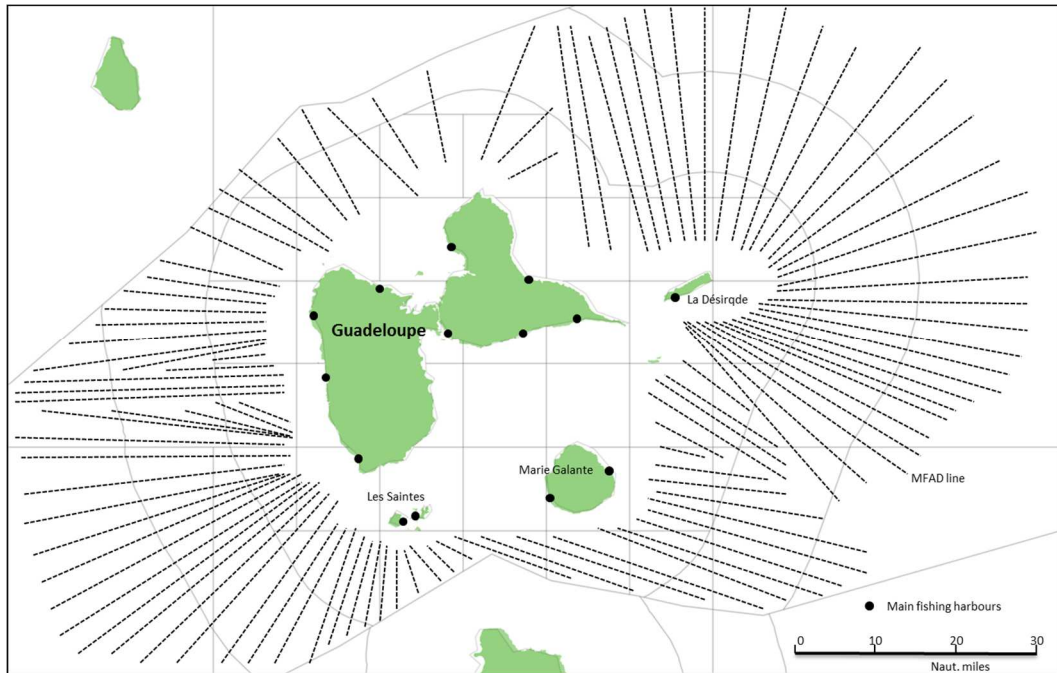 La Désirqde
Guadeloupe
Marie Galante
MFAD line
Les Saintes
Main fishing harbours
0 10 20 30
Naut. miles